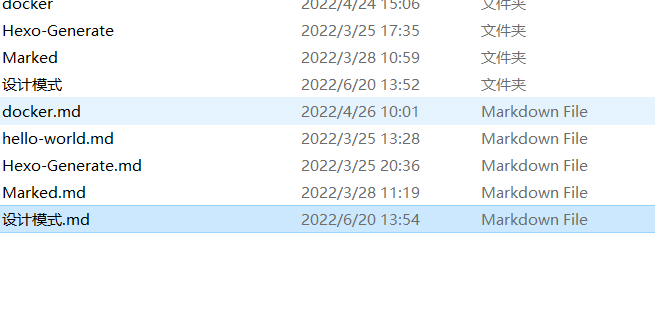 docker 2022/4/24 15:06 文件夹
Hexo-Generate 2022/3/25 17:35 文件夹
Marked 2022/3/28 10:59 文件夹
设计模式 2022/6/20 13:52 文件夹
docker.md 2022/4/26 10:01 Markdown File
hello-world.md 2022/3/25 13:28 Markdown File
Hexo-Generate.md 2022/3/25 20:36 Markdown File
Marked.md 2022/3/28 11:19 Markdown File
设计模式.md 2022/6/20 13:54 Markdown File